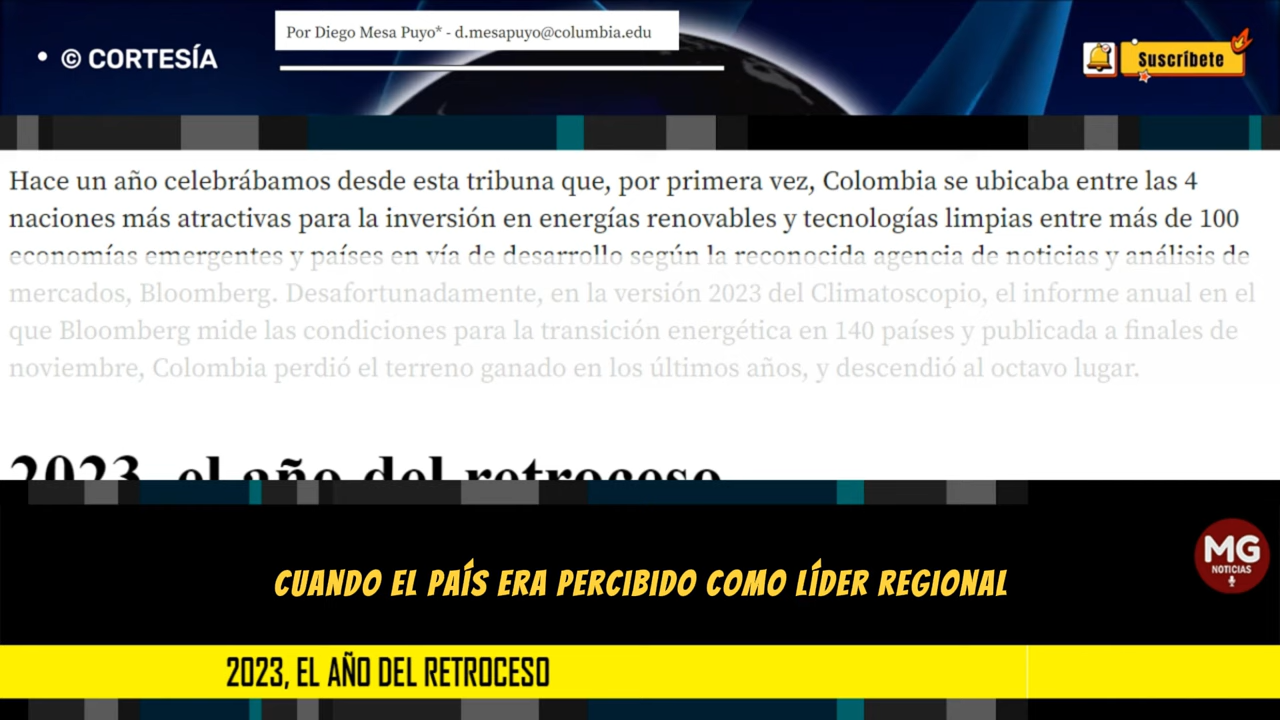 Por Diego Mesa Puyo* - d.mesapuyo@columbia.edu
• © CORTESÍA
Suscríbete
Hace un año celebrábamos desde esta tribuna que, por primera vez, Colombia se ubicaba entre las 4
naciones más atractivas para la inversión en energías renovables y tecnologías limpias entre más de 100
economías emergentes y países en vía de desarrollo según la reconocida agencia de noticias y análisis de
mercados, Bloomberg. Desafortunadamente, en la versión 2023 del Climatoscopio, el informe anual en el
que Bloomberg mide las condiciones para la transición energética en 140 países y publicada a finales de
noviembre, Colombia perdió el terreno ganado en los últimos años, y descendió al octavo lugar.
2023, el año del retroceso
MG
NOTICIAS
CUANDO EL PAÍS ERA PERCIBIDO COMO LÍDER REGIONAL
2023, EL AÑO DEL RETROCESO